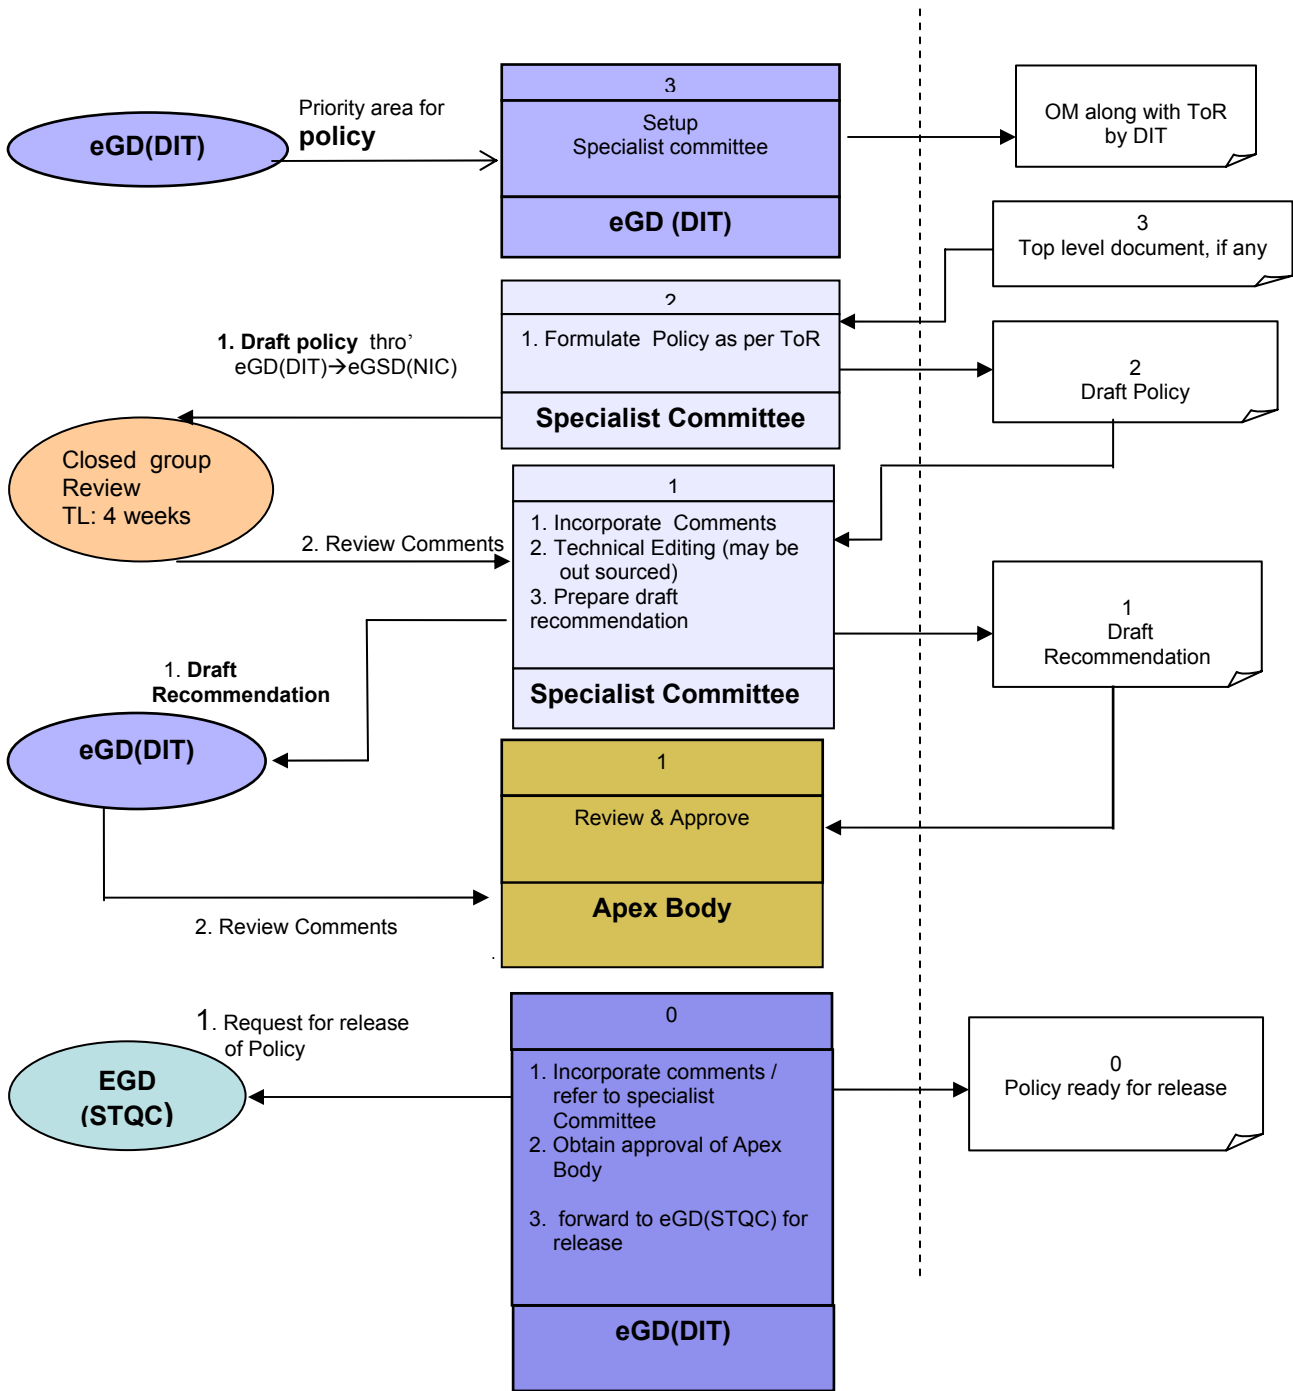 eGD(DIT)
Priority area for
policy
3
Setup
Specialist committee
eGD (DIT)
OM along with ToR
by DIT
3
Top level document, if any
2
1. Formulate Policy as per ToR
Specialist Committee
1. Draft policy thro’
eGD(DIT)→eGSD(NIC)
2
Draft Policy
Closed group
Review
TL: 4 weeks
2. Review Comments
1
1. Incorporate Comments
2. Technical Editing (may be
out sourced)
3. Prepare draft
recommendation
Specialist Committee
1
Draft
Recommendation
1. Draft
Recommendation
eGD(DIT)
1
Review & Approve
Apex Body
2. Review Comments
.
1. Request for release
of Policy
EGD
(STQC)
0
1. Incorporate comments /
refer to specialist
Committee
2. Obtain approval of Apex
Body
3. forward to eGD(STQC) for
release
eGD(DIT)
0
Policy ready for release